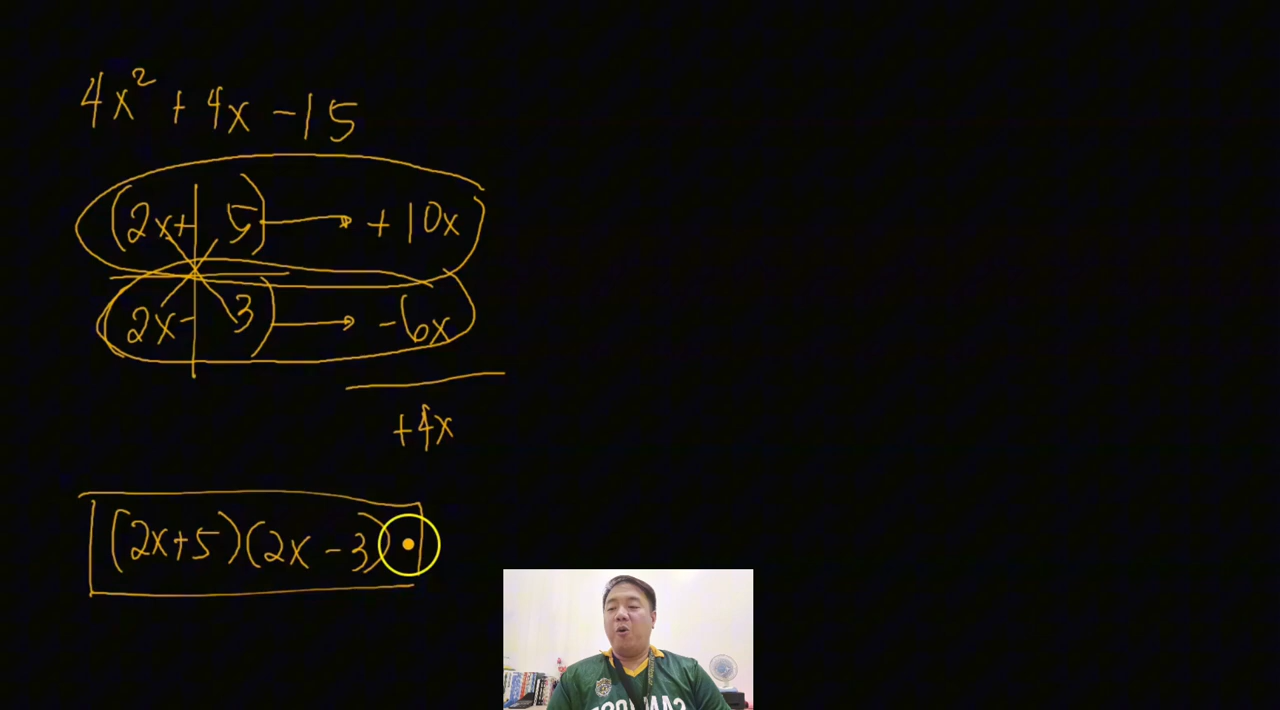 4x² + 4x - 15
(2x + 5) → + 10x
(2x - 3) → - 6x
+4x
(2x+5)(2x - 3)